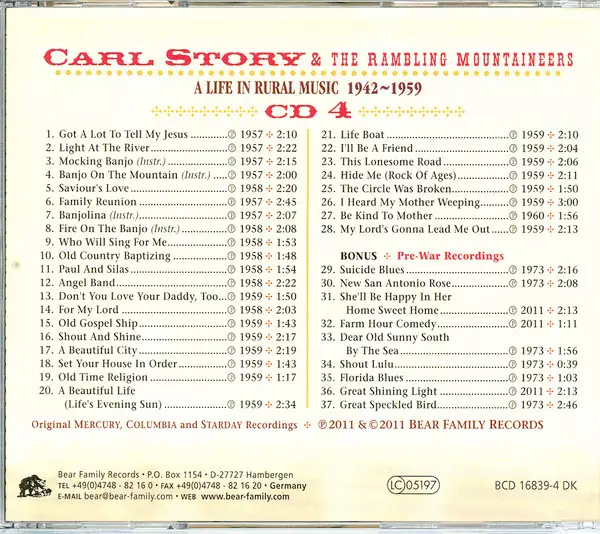 CARL STORY & THE RAMBLING MOUNTAINEERS
A LIFE IN RURAL MUSIC 1942~1959
CD 4
1. Got A Lot To Tell My Jesus ............ ℗ 1957 ÷ 2:10
2. Light At The River ............ ℗ 1957 ÷ 2:22
3. Mocking Banjo (Instr.) ............ ℗ 1957 ÷ 2:15
4. Banjo On The Mountain (Instr.) ..... ℗ 1957 ÷ 2:00
5. Saviour's Love ............ ℗ 1958 ÷ 2:20
6. Family Reunion ............ ℗ 1957 ÷ 2:45
7. Banjolina (Instr.) ............ ℗ 1958 ÷ 2:07
8. Fire On The Banjo (Instr.) ............ ℗ 1958 ÷ 2:08
9. Who Will Sing For Me ............ ℗ 1958 ÷ 1:53
10. Old Country Baptizing ............ ℗ 1958 ÷ 1:48
11. Paul And Silas ............ ℗ 1958 ÷ 1:54
12. Angel Band ............ ℗ 1958 ÷ 2:22
13. Don't You Love Your Daddy, Too ... ℗ 1959 ÷ 1:50
14. For My Lord ............ ℗ 1958 ÷ 2:03
15. Old Gospel Ship ............ ℗ 1959 ÷ 1:43
16. Shout And Shine ............ ℗ 1959 ÷ 2:17
17. A Beautiful City ............ ℗ 1959 ÷ 2:19
18. Set Your House In Order ............ ℗ 1959 ÷ 1:43
19. Old Time Religion ............ ℗ 1959 ÷ 1:17
20. A Beautiful Life
(Life's Evening Sun) ............ ℗ 1959 ÷ 2:34
21. Life Boat ............ ℗ 1959 ÷ 2:10
22. I'll Be A Friend ............ ℗ 1959 ÷ 2:04
23. This Lonesome Road ............ ℗ 1959 ÷ 2:06
24. Hide Me (Rock Of Ages) ............ ℗ 1959 ÷ 2:11
25. The Circle Was Broken ............ ℗ 1959 ÷ 1:50
26. I Heard My Mother Weeping ............ ℗ 1959 ÷ 3:00
27. Be Kind To Mother ............ ℗ 1960 ÷ 1:56
28. My Lord's Gonna Lead Me Out ... ℗ 1959 ÷ 2:13
BONUS ÷ Pre-War Recordings
29. Suicide Blues ............ ℗ 1973 ÷ 2:16
30. New San Antonio Rose ............ ℗ 1973 ÷ 2:08
31. She'll Be Happy In Her
Home Sweet Home ............ ℗ 2011 ÷ 2:13
32. Farm Hour Comedy ............ ℗ 2011 ÷ 1:11
33. Dear Old Sunny South
By The Sea ............ ℗ 1973 ÷ 1:56
34. Shout Lulu ............ ℗ 1973 ÷ 0:39
35. Florida Blues ............ ℗ 1973 ÷ 1:03
36. Great Shining Light ............ ℗ 2011 ÷ 2:13
37. Great Speckled Bird ............ ℗ 1973 ÷ 2:46
Original MERCURY, COLUMBIA and STARDAY Recordings ÷ ℗ 2011 & © 2011 BEAR FAMILY RECORDS
Bear Family Records • P.O. Box 1154 • D-27727 Hambergen
TEL +49(0)4748 - 82 16 0 • FAX +49(0)4748 - 82 16 20 • Germany
E-MAIL bear@bear-family.com • WEB www.bear-family.com
LC 05197
BCD 16839-4 DK